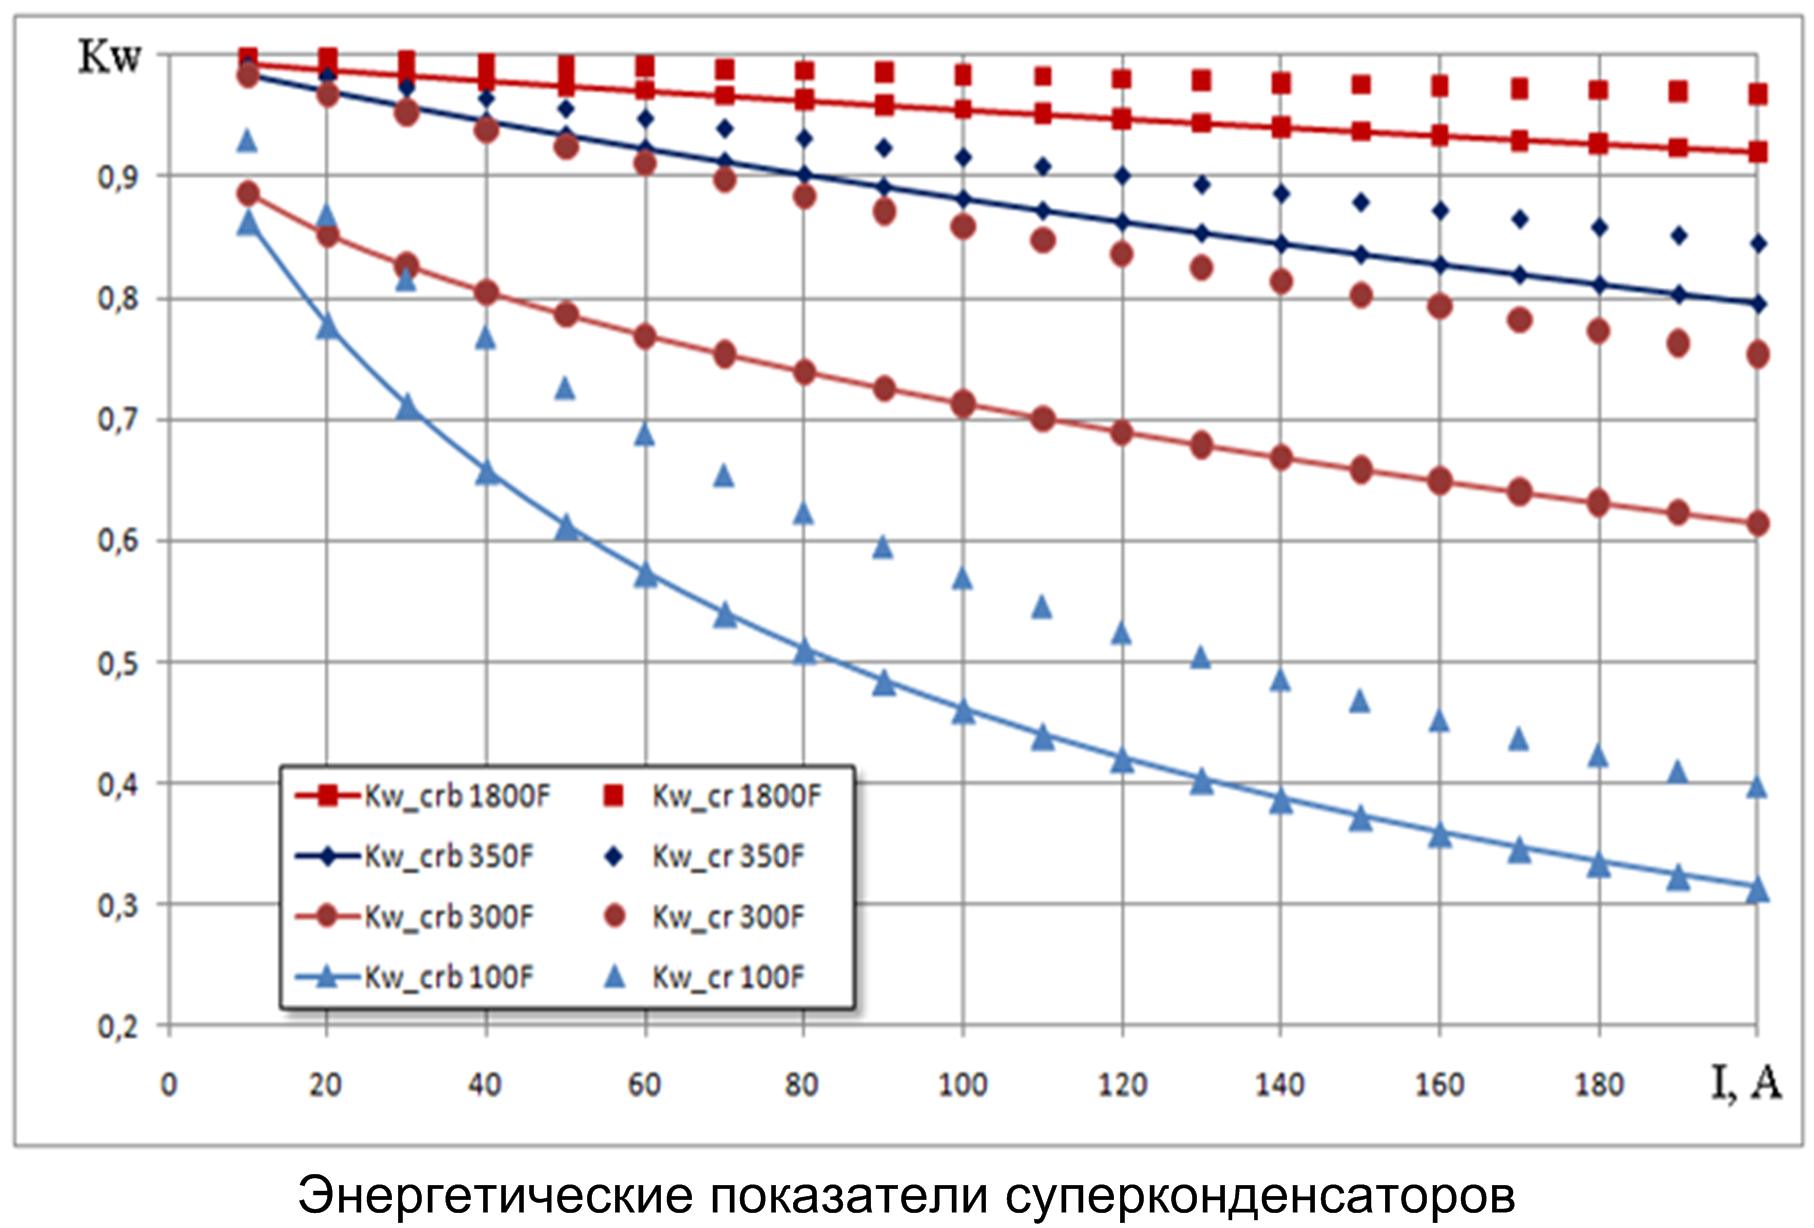 Kw
0,9
0,8
0,7
0,6
0,5
0,4
0,3
0,2
Kw_crb 1800F Kw_cr 1800F
Kw_crb 350F Kw_cr 350F
Kw_crb 300F Kw_cr 300F
Kw_crb 100F Kw_cr 100F
0 20 40 60 80 100 120 140 160 180 I, A
Энергетические показатели суперконденсаторов